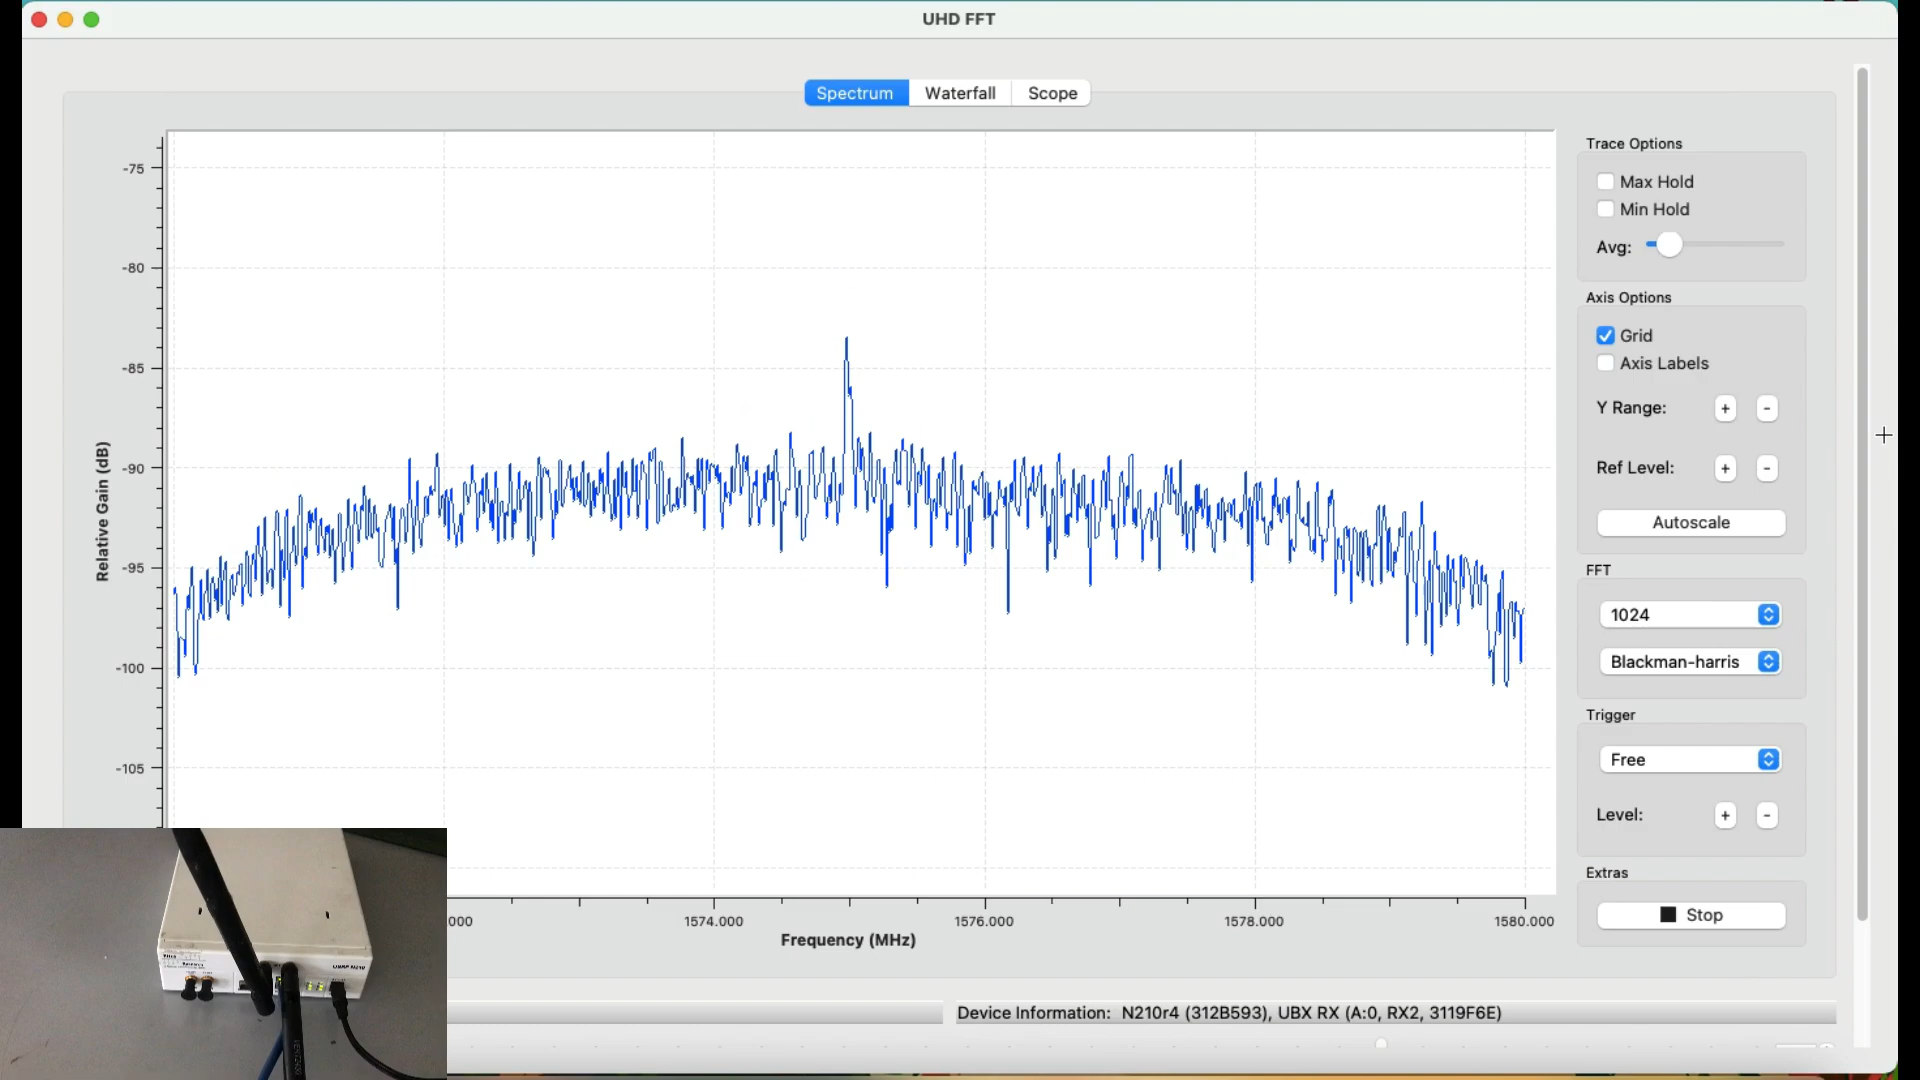 UHD FFT
Spectrum
Waterfall
Scope
Trace Options
Max Hold
Min Hold
Avg:
Axis Options
Grid
Axis Labels
Y Range:
+
-
Ref Level:
+
-
Autoscale
FFT
1024
Blackman-harris
Trigger
Free
Level:
+
-
Extras
Stop
-75
-80
-85
-90
-95
-100
-105
Relative Gain (dB)
000
1574.000
1576.000
1578.000
1580.000
Frequency (MHz)
Device Information: N210r4 (312B593), UBX RX (A:0, RX2, 3119F6E)
USRP N210